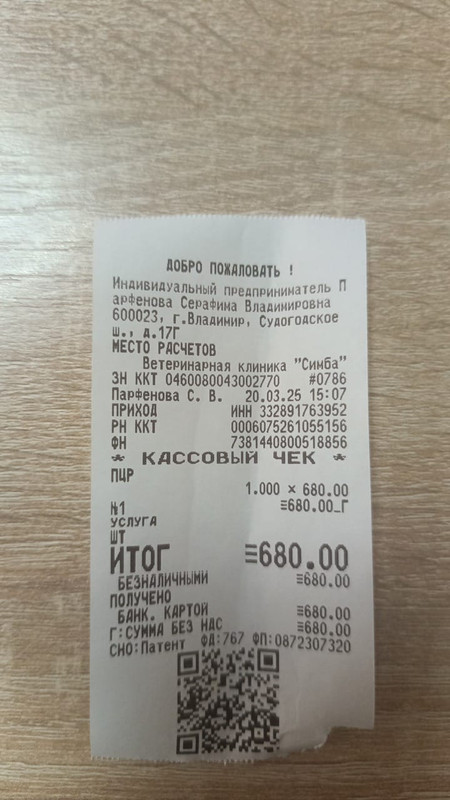 ДОБРО ПОЖАЛОВАТЬ !
Индивидуальный предприниматель П
арфенова Серафима Владимировна
600023, г.Владимир, Судогодское
ш., д.17Г
МЕСТО РАСЧЕТОВ
Ветеринарная клиника "Симба"
ЗН ККТ 0460080043002770 #0786
Парфенова С. В. 20.03.25 15:07
ПРИХОД ИНН 332891763952
РН ККТ 0006075261055156
ФН 7381440800518856
* КАССОВЫЙ ЧЕК *
ПЦР
1.000 × 680.00
№1 ≡680.00_Г
УСЛУГА
ШТ
ИТОГ ≡680.00
БЕЗНАЛИЧНЫМИ ≡680.00
ПОЛУЧЕНО
БАНК. КАРТОЙ ≡680.00
Г:СУММА БЕЗ НДС ≡680.00
СНО:Патент ФД:767 ФП:0872307320